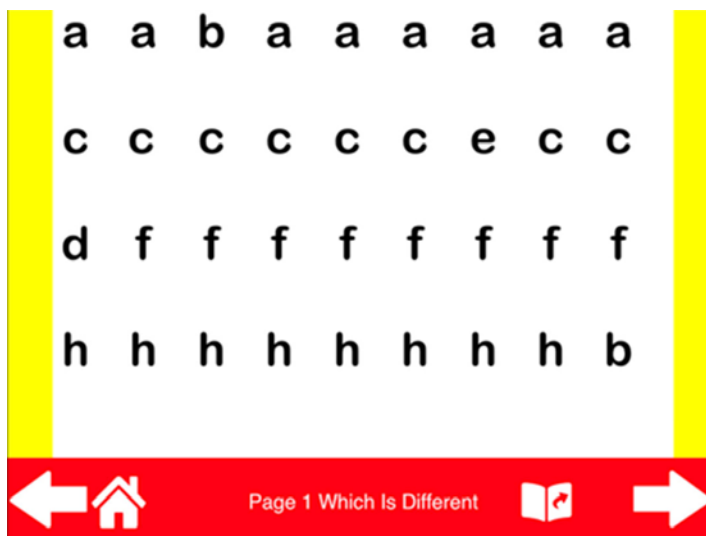 a a b a a a a a a
c c c c c c e c c
d f f f f f f f f
h h h h h h h h b
Page 1 Which Is Different